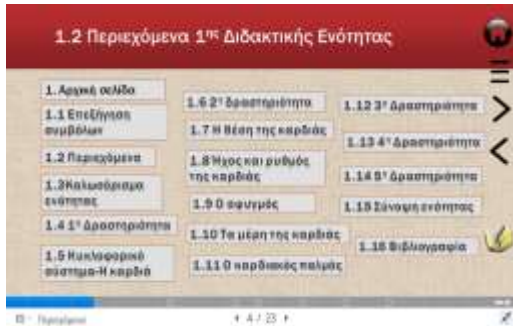 1.2 Περιεχόμενα 1ης Διδακτικής Ενότητας
1. Αρχική σελίδα
1.1 Επεξήγηση
συμβόλων
1.2 Περιεχόμενα
1.3Καλωσόρισμα
ενότητας
1.4 1η Δραστηριότητα
1.5 Κυκλοφορικό
σύστημα-Η καρδιά
1.6 2η δραστηριότητα
1.7 Η θέση της καρδιάς
1.8 Ήχος και ρυθμός
της καρδιάς
1.9 Ο σφυγμός
1.10 Τα μέρη της καρδιάς
1.11 Ο καρδιακός παλμός
1.12 3η Δραστηριότητα
1.13 4η Δραστηριότητα
1.14 5η Δραστηριότητα
1.15 Σύνοψη ενότητας
1.16 Βιβλιογραφία
Περιεχόμενα
4 / 23